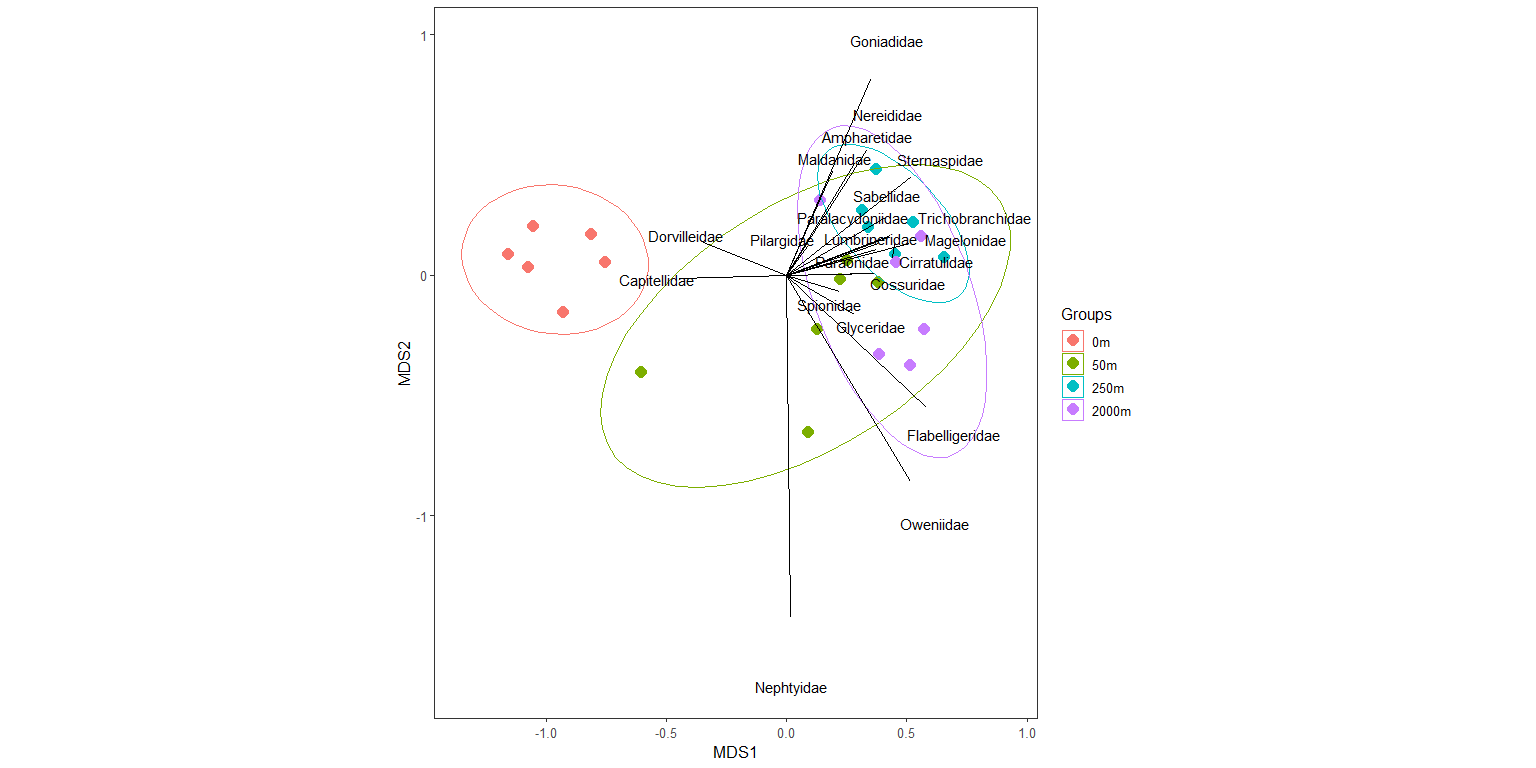 1
Goniadidae
Nereididae
Ampharetidae
Maldanidae
Sternaspidae
Sabellidae
Paralacydoniidae
Trichobranchidae
Dorvilleidae
Pilargidae
Lumbrineridae
Magelonidae
Paraonidae
Cirratulidae
0
Capitellidae
Cossuridae
Spionidae
Glyceridae
Flabelligeridae
-1
Oweniidae
Nephtyidae
MDS2
-1.0
-0.5
0.0
0.5
1.0
MDS1
Groups
0m
50m
250m
2000m